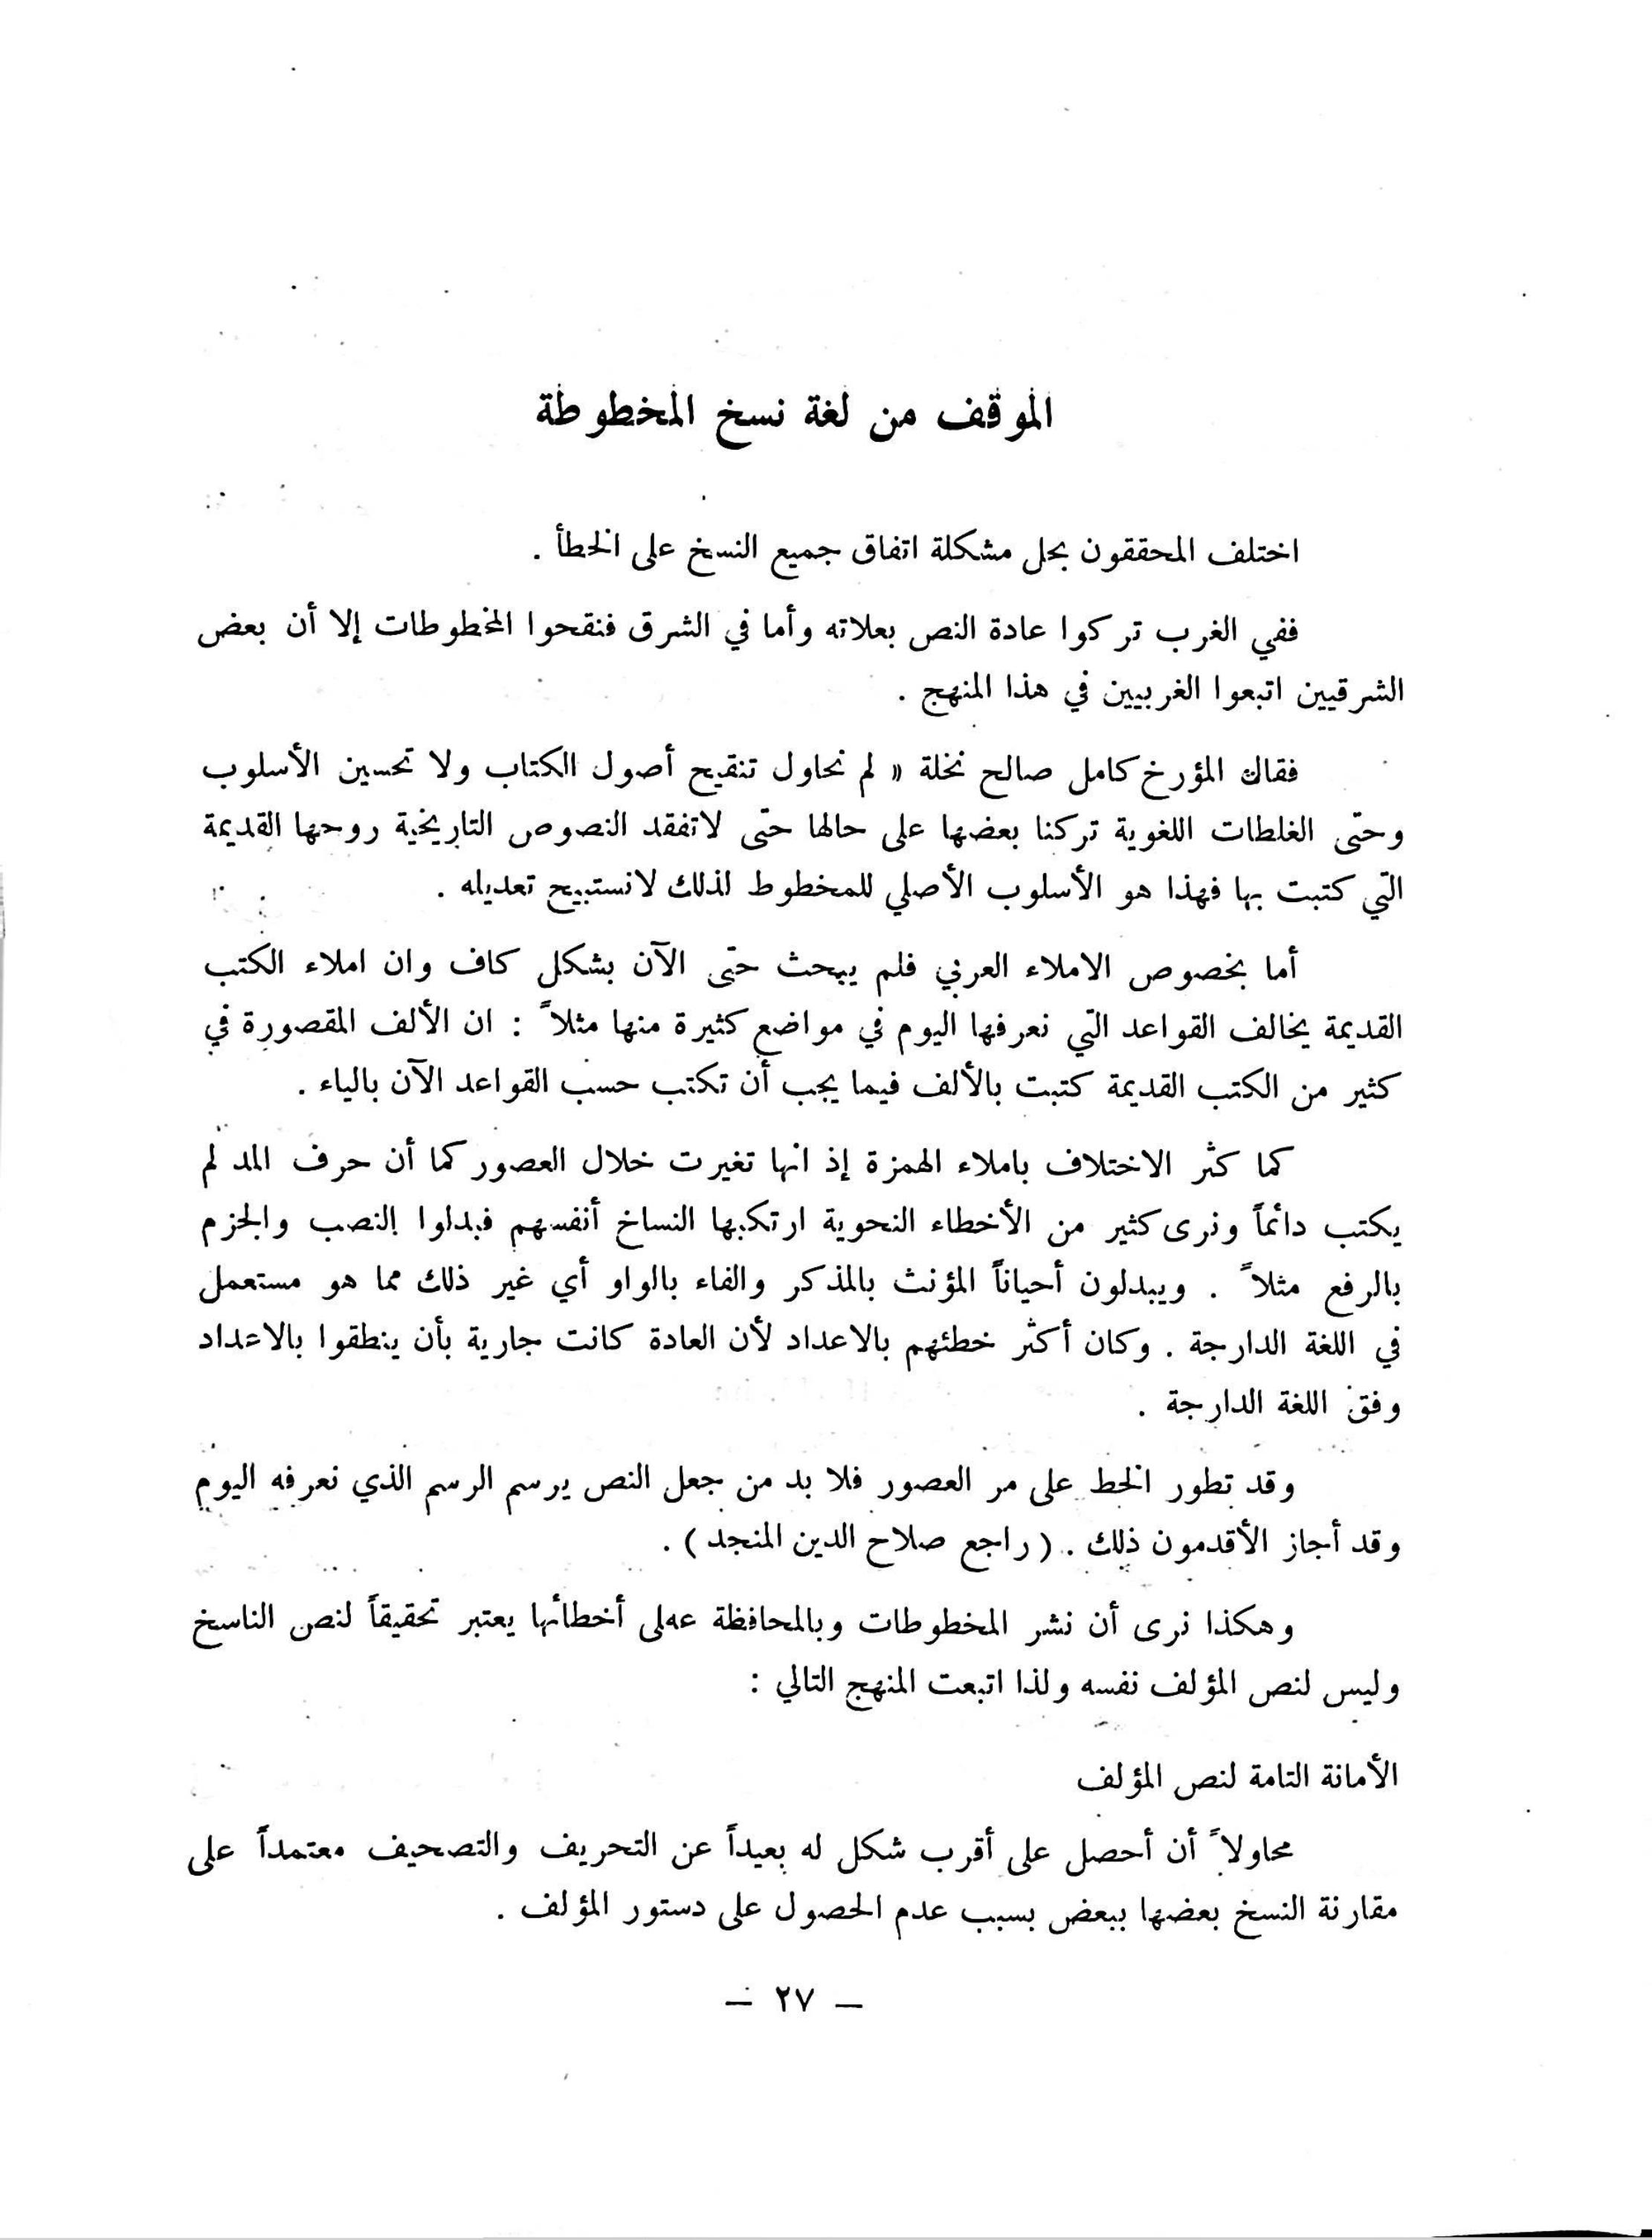 الموقف من لغة نسخ المخطوطة
اختلف المحققون بحل مشكلة اتفاق جميع النسخ على الخطأ .
ففي الغرب تركوا عادة النص بعلاته وأما في الشرق فنقحوا المخطوطات إلا أن بعض
الشرقيين اتبعوا الغربيين في هذا المنهج .
فقال المؤرخ كامل صالح نخلة « لم نحاول تنقيح أصول الكتاب ولا تحسين الأسلوب
وحتى الغلطات اللغوية تركنا بعضها على حالها حتى لاتفقد النصوص التاريخية روحها القديمة
التي كتبت بها فهذا هو الأسلوب الأصلي للمخطوط لذلك لانستبيح تعديله .
أما بخصوص الاملاء العربي فلم يبحث حتى الآن بشكل كاف وان املاء الكتب
القديمة يخالف القواعد التي نعرفها اليوم في مواضع كثيرة منها مثلاً : ان الألف المقصورة في
كثير من الكتب القديمة كتبت بالألف فيما يجب أن تكتب حسب القواعد الآن بالياء .
كما كثر الاختلاف باملاء الهمزة إذ انها تغيرت خلال العصور كما أن حرف المد لم
يكتب دائماً ونرى كثير من الأخطاء النحوية ارتكبها النساخ أنفسهم فبدلوا النصب والجزم
بالرفع مثلاً . ويبدلون أحياناً المؤنث بالمذكر والفاء بالواو أي غير ذلك مما هو مستعمل
في اللغة الدارجة . وكان أكثر خطئهم بالاعداد لأن العادة كانت جارية بأن ينطقوا بالاعداد
وفق اللغة الدارجة .
وقد تطور الخط على مر العصور فلا بد من جعل النص يرسم الرسم الذي نعرفه اليوم
وقد أجاز الأقدمون ذلك . ( راجع صلاح الدين المنجد ) .
وهكذا نرى أن نشر المخطوطات وبالمحافظة على أخطائها يعتبر تحقيقاً لنص الناسخ
وليس لنص المؤلف نفسه ولذا اتبعت المنهج التالي :
الأمانة التامة لنص المؤلف
محاولاً أن أحصل على أقرب شكل له بعيداً عن التحريف والتصحيف معتمداً على
مقارنة النسخ بعضها ببعض بسبب عدم الحصول على دستور المؤلف .
— ٢٧ —